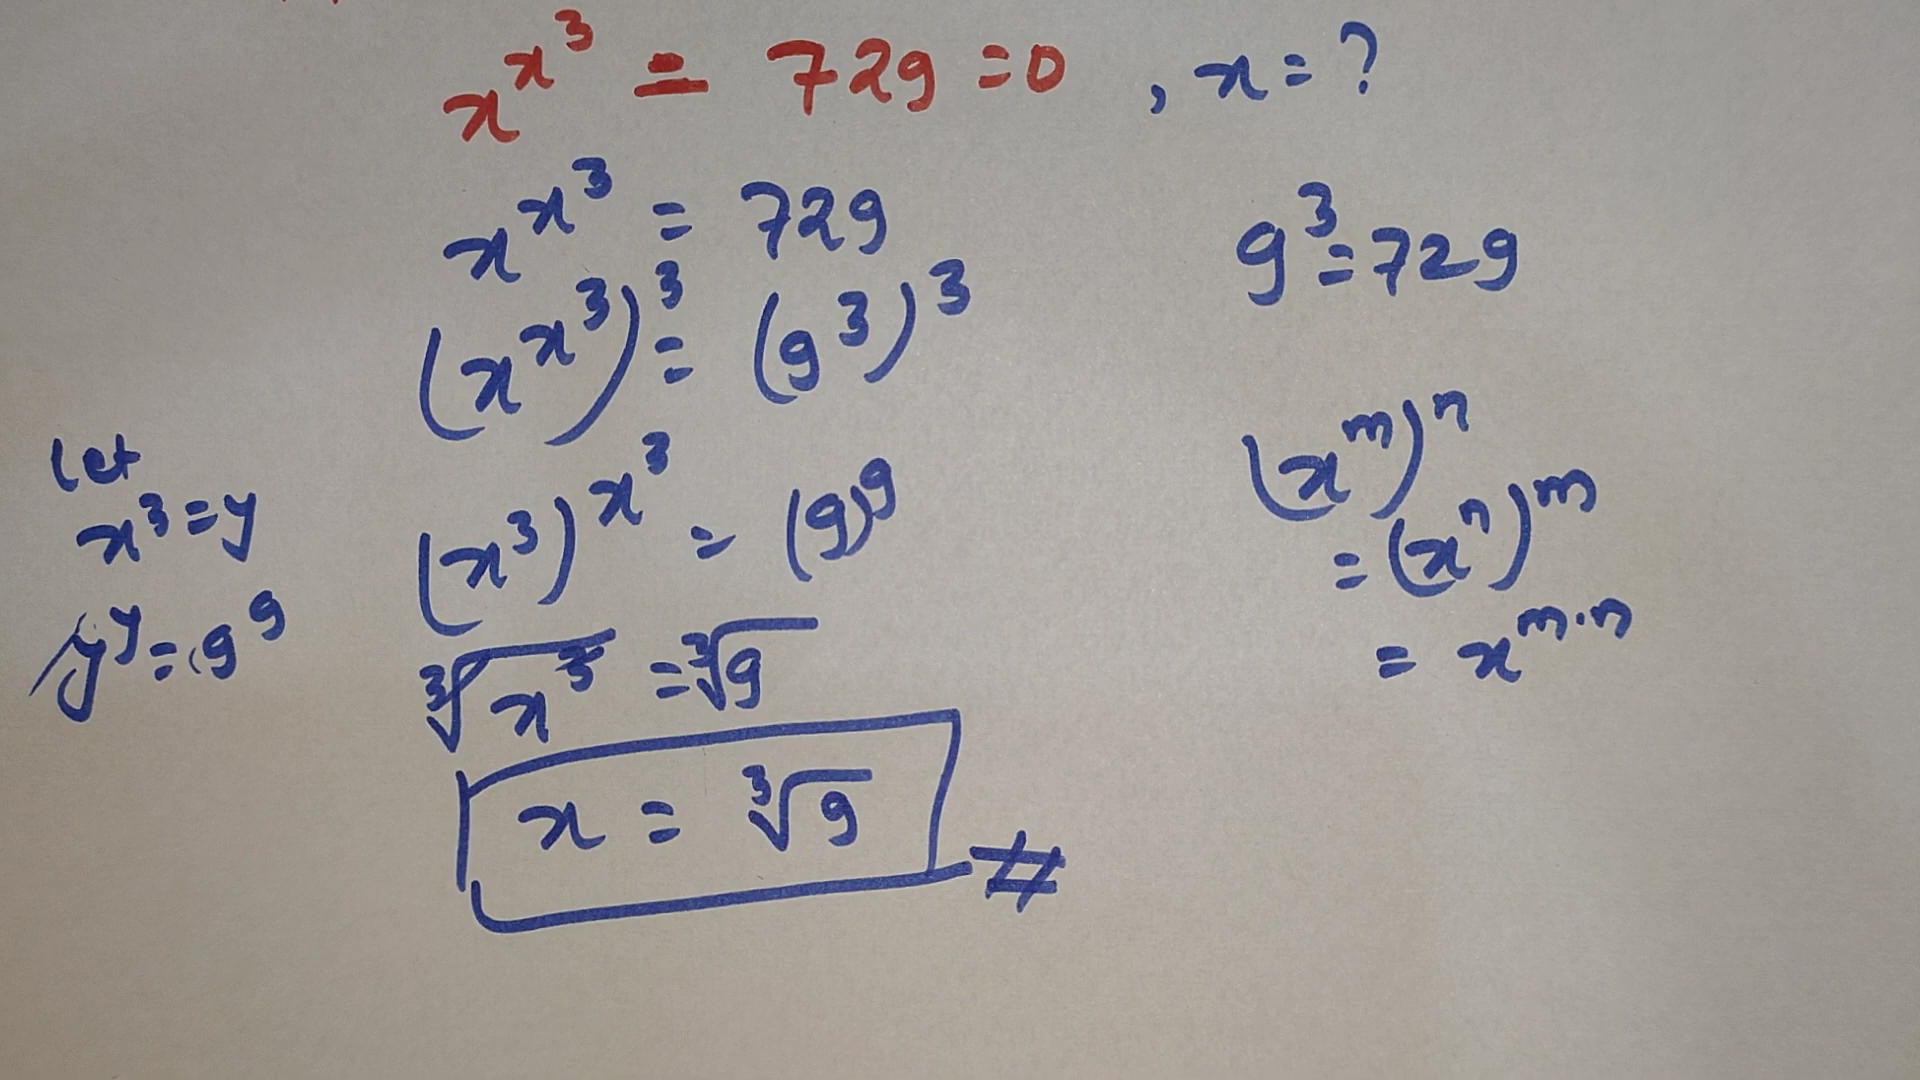 x^{x^3} - 729 = 0 , x = ?
x^{x^3} = 729
9^3 = 729
(x^{x^3})^3 = (9^3)^3
(x^m)^n
= (x^n)^m
= x^{m·n}
let
x^3 = y
y^y = 9^9
(x^3)^{x^3} = (9)^9
∛x^3 = ∛9
x = ∛9 #